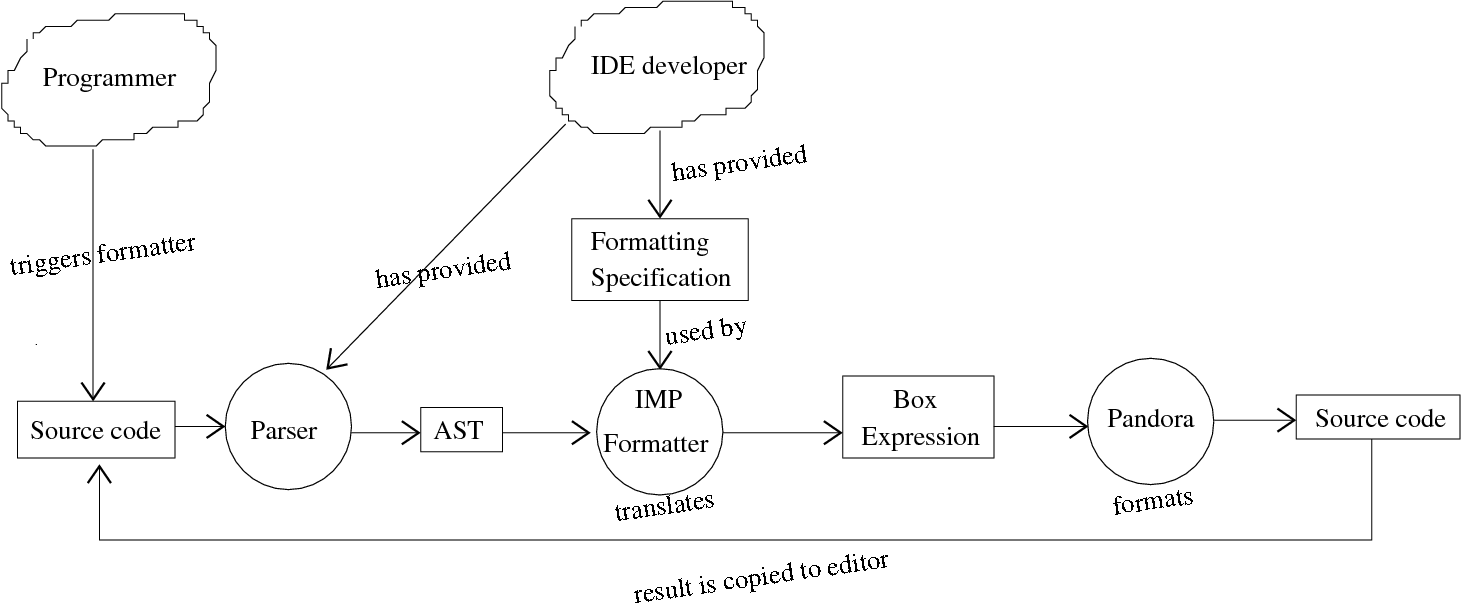 Programmer
IDE developer
has provided
triggers formatter
has provided
Formatting
Specification
used by
Source code
Parser
AST
IMP
Formatter
translates
Box
Expression
Pandora
formats
Source code
result is copied to editor